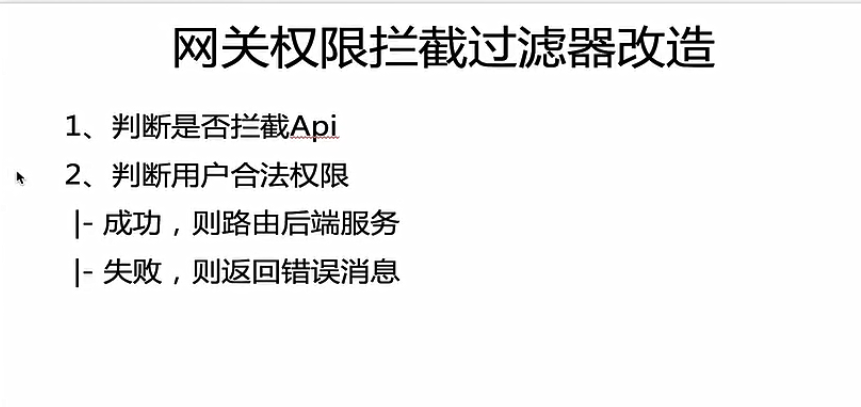 网关权限拦截过滤器改造
1、判断是否拦截Api
2、判断用户合法权限
|- 成功，则路由后端服务
|- 失败，则返回错误消息